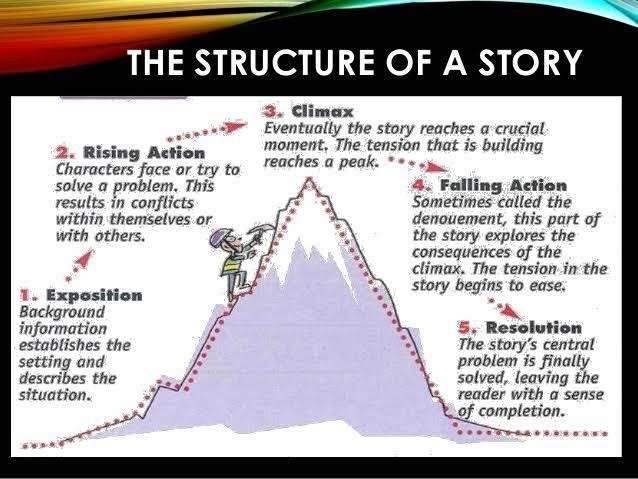 THE STRUCTURE OF A STORY
1. Exposition
Background
information
establishes the
setting and
describes the
situation.
2. Rising Action
Characters face or try to
solve a problem. This
results in conflicts
within themselves or
with others.
3. Climax
Eventually the story reaches a crucial
moment. The tension that is building
reaches a peak.
4. Falling Action
Sometimes called the
denouement, this part of
the story explores the
consequences of the
climax. The tension in the
story begins to ease.
5. Resolution
The story's central
problem is finally
solved, leaving the
reader with a sense
of completion.